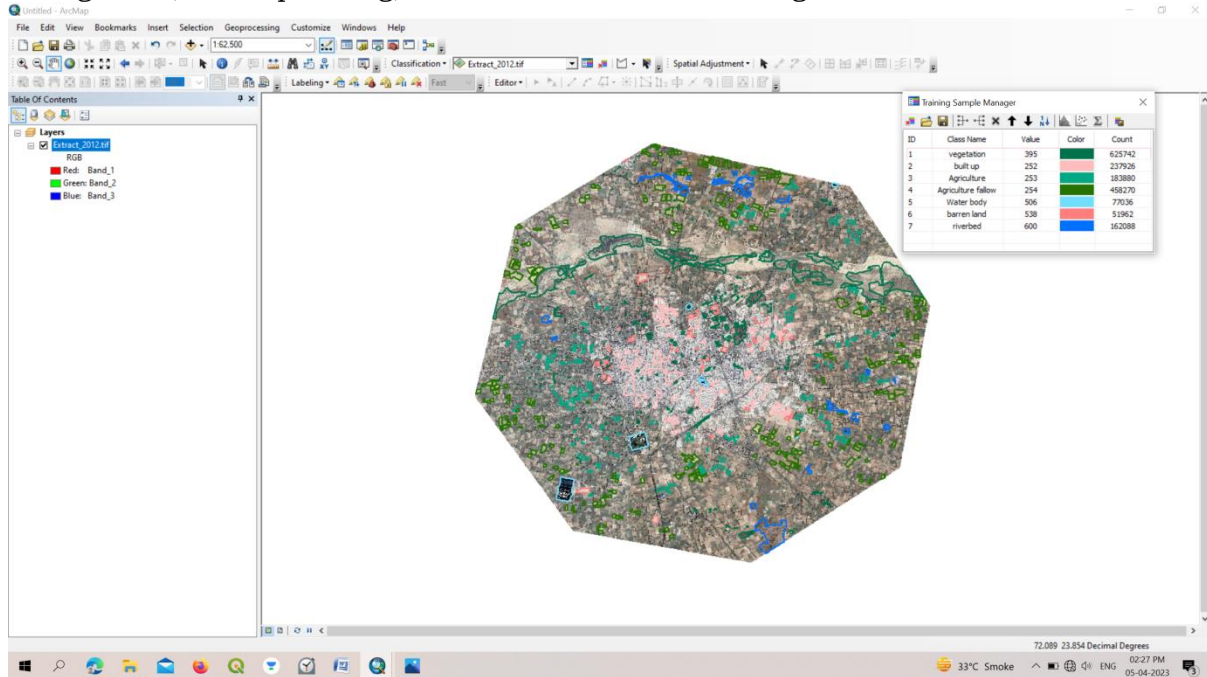 Untitled - ArcMap
File Edit View Bookmarks Insert Selection Geoprocessing Customize Windows Help
1:62,500
Classification Extract_2012.tif Spatial Adjustment
Labeling Fast Editor
Table Of Contents
Layers
Extract_2012.tif
RGB
Red: Band_1
Green: Band_2
Blue: Band_3
Training Sample Manager
ID Class Name Value Color Count
1 vegetation 395 625742
2 built up 252 237926
3 Agriculture 253 183880
4 Agriculture fallow 254 458270
5 Water body 506 77036
6 barren land 538 51962
7 riverbed 600 162088
72.089 23.854 Decimal Degrees
33°C Smoke ENG 02:27 PM
05-04-2023